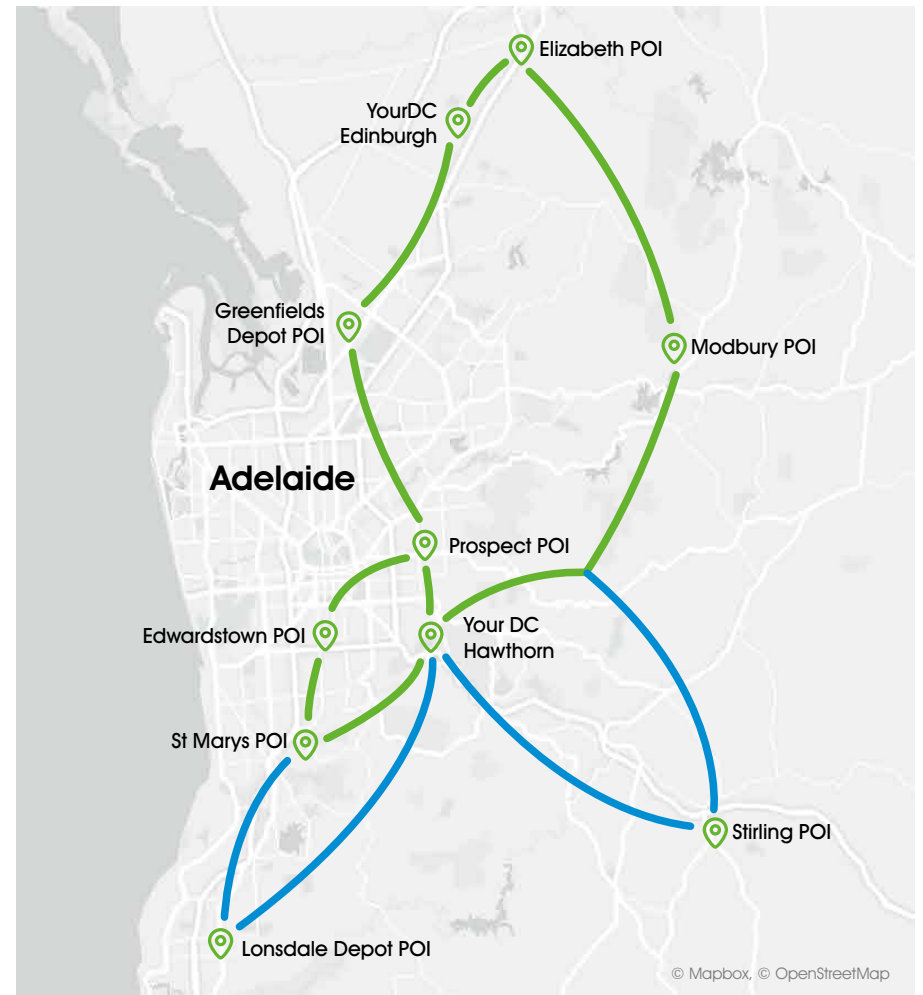 Elizabeth POI
YourDC
Edinburgh
Greenfields
Depot POI
Modbury POI
Adelaide
Prospect POI
Edwardstown POI
Your DC
Hawthorn
St Marys POI
Stirling POI
Lonsdale Depot POI
© Mapbox, © OpenStreetMap